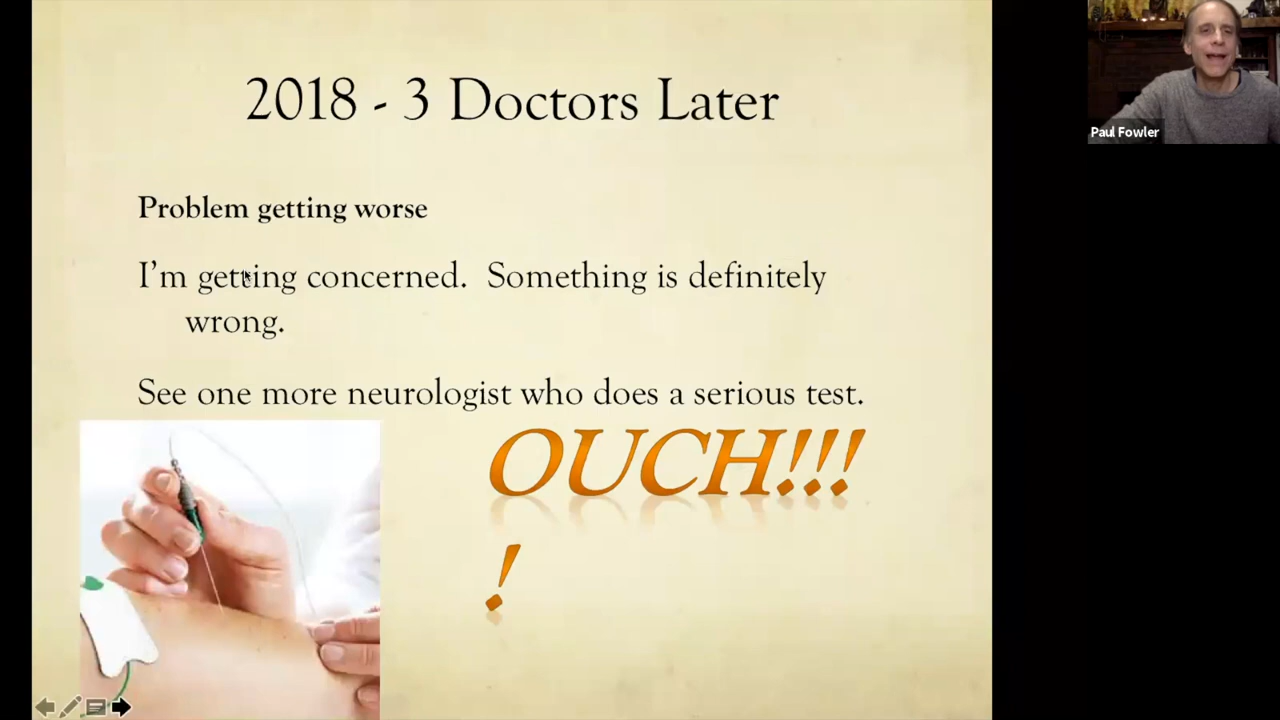 2018 - 3 Doctors Later
Paul Fowler
Problem getting worse
I’m getting concerned.  Something is definitely
wrong.
See one more neurologist who does a serious test.
OUCH!!!
!